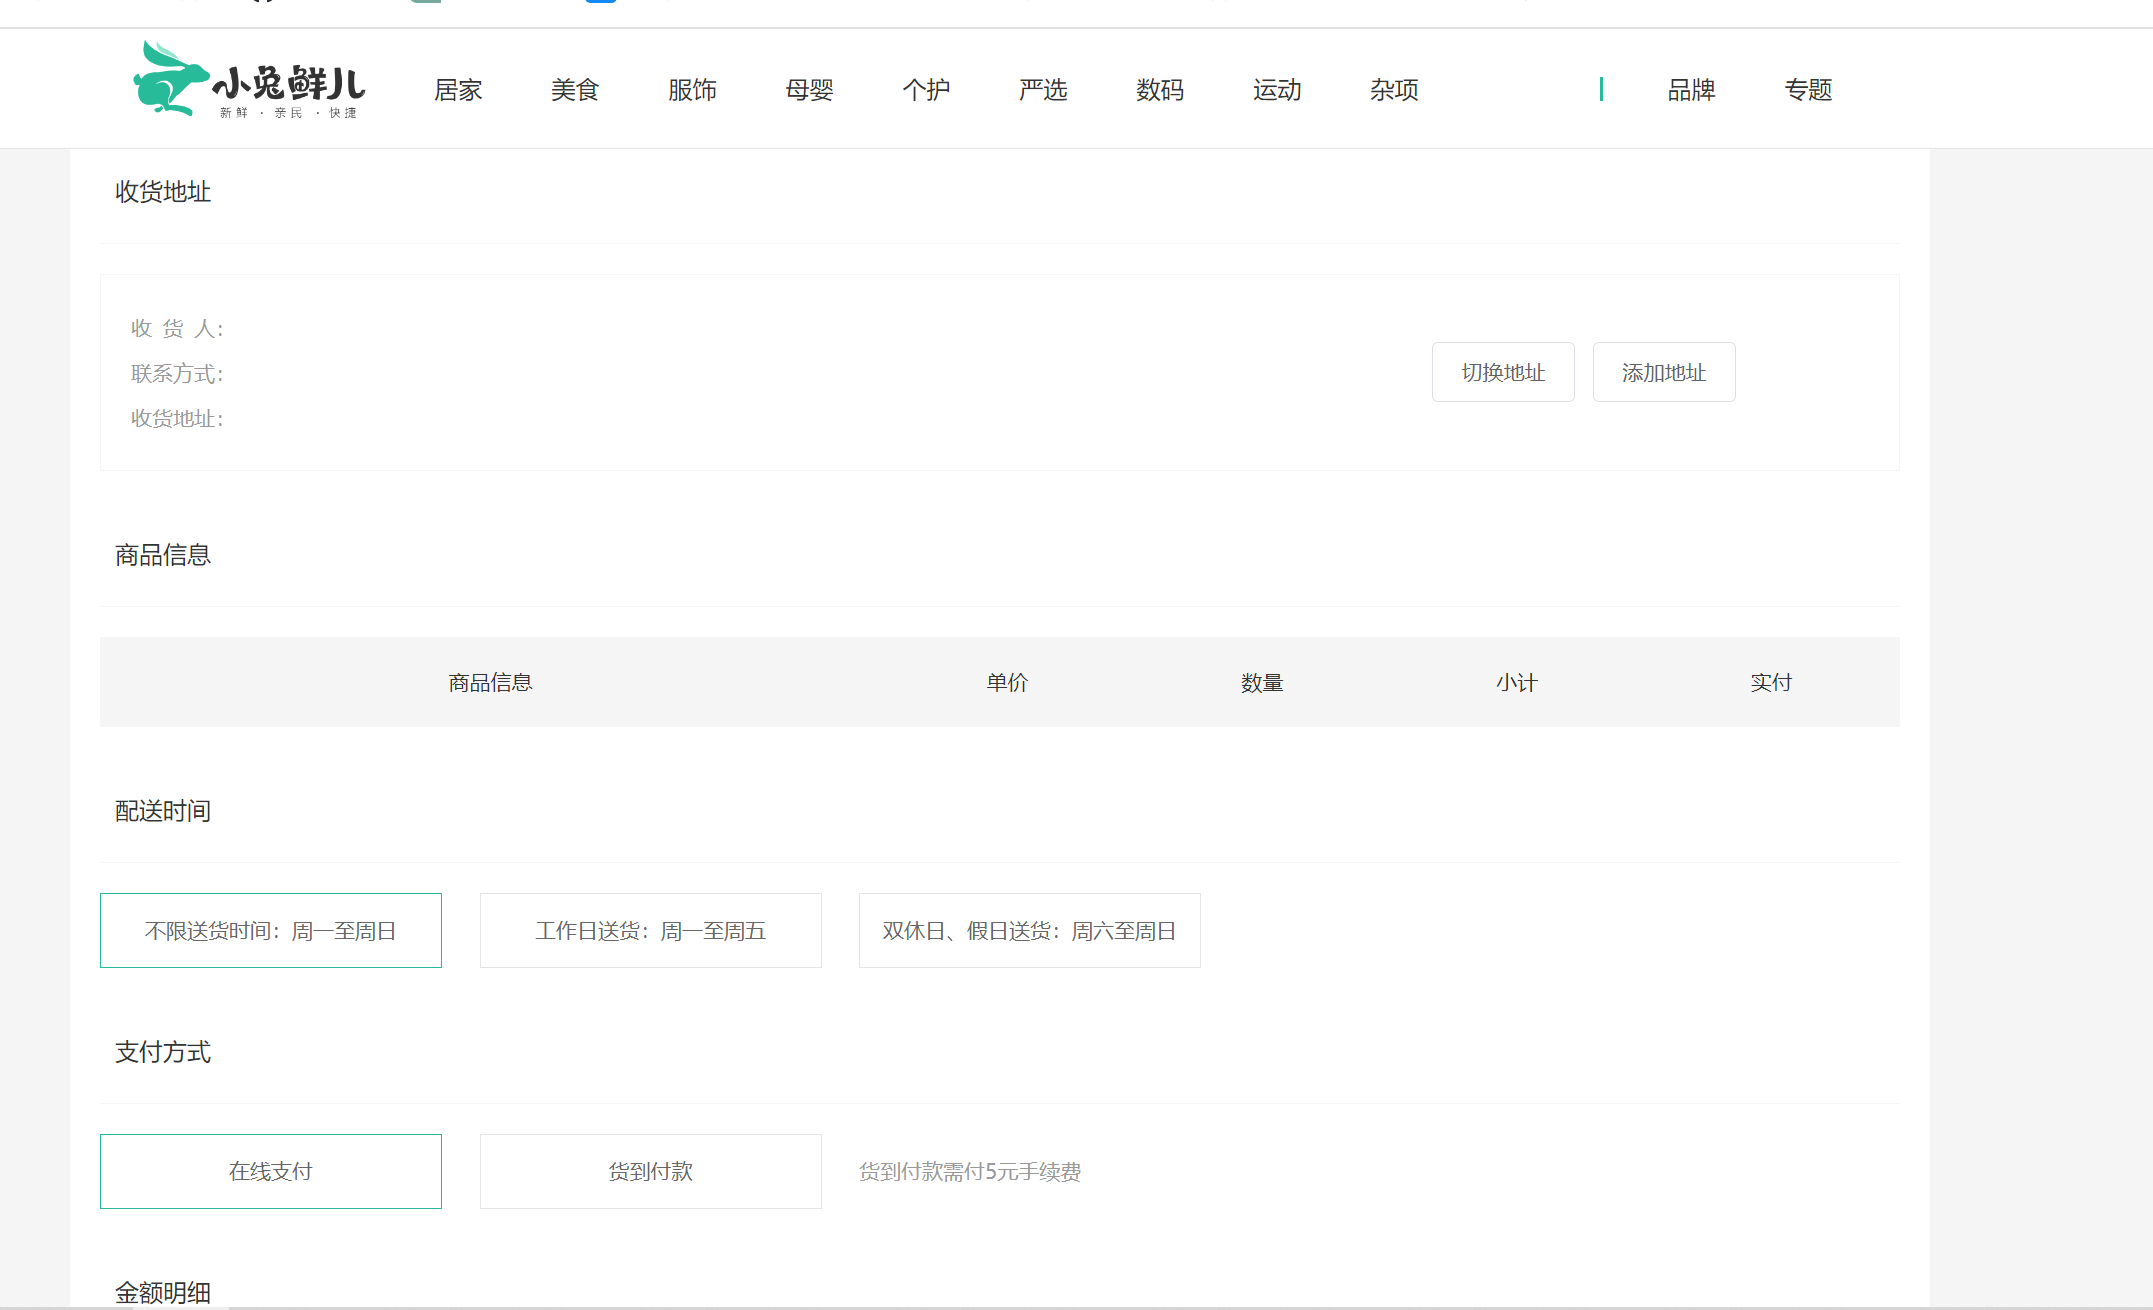 小兔鲜儿
新鲜 · 亲民 · 快捷
居家 美食 服饰 母婴 个护 严选 数码 运动 杂项 品牌 专题
收货地址
收 货 人：
联系方式：
收货地址：
切换地址 添加地址
商品信息
商品信息 单价 数量 小计 实付
配送时间
不限送货时间：周一至周日 工作日送货：周一至周五 双休日、假日送货：周六至周日
支付方式
在线支付 货到付款 货到付款需付5元手续费
金额明细